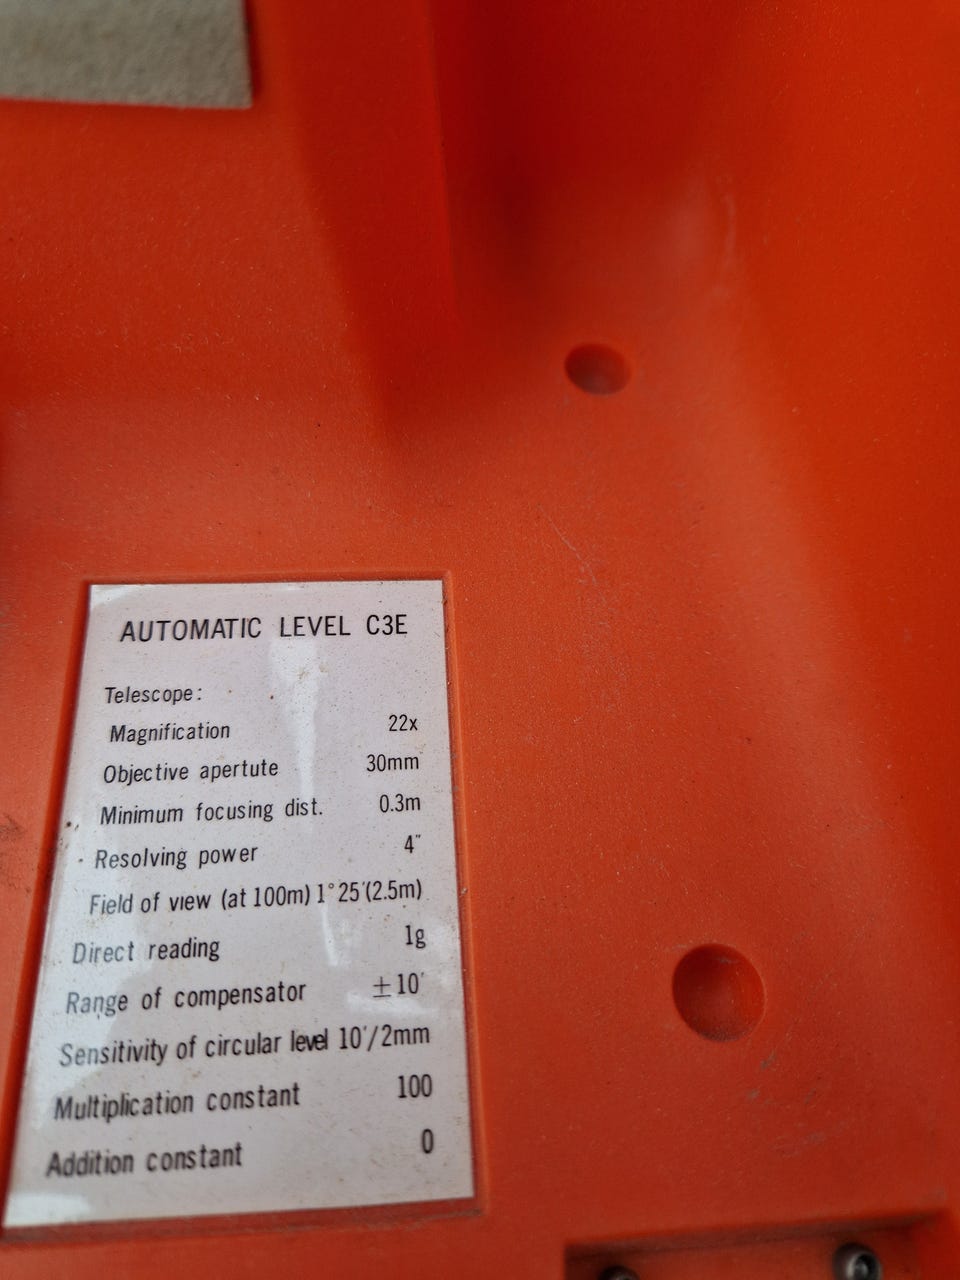 AUTOMATIC LEVEL C3E
Telescope:
Magnification 22x
Objective apertute 30mm
Minimum focusing dist. 0.3m
Resolving power 4"
Field of view (at 100m) 1°25'(2.5m)
Direct reading 1g
Range of compensator ±10'
Sensitivity of circular level 10'/2mm
Multiplication constant 100
Addition constant 0